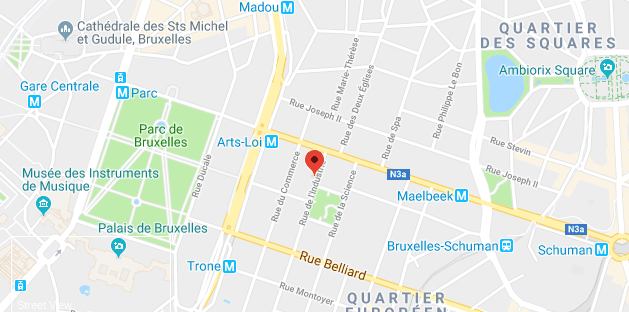 Madou
Cathédrale des Sts Michel
et Gudule, Bruxelles
QUARTIER
DES SQUARES
Ambiorix Square
Gare Centrale
Parc
Rue Joseph II
Rue Marie-Thérèse
Rue des Deux Églises
Rue de Spa
Rue Philippe Le Bon
Parc de
Bruxelles
Arts-Loi
Rue Stevin
Rue Joseph II
Rue Ducale
Rue du Commerce
Rue de l'Industrie
Rue de la Science
N3a
Maelbeek
Musée des Instruments
de Musique
Palais de Bruxelles
N3a
Bruxelles-Schuman
Schuman
Trone
Rue Belliard
Rue Montoyer
QUARTIER
EUROPÉEN
Street View